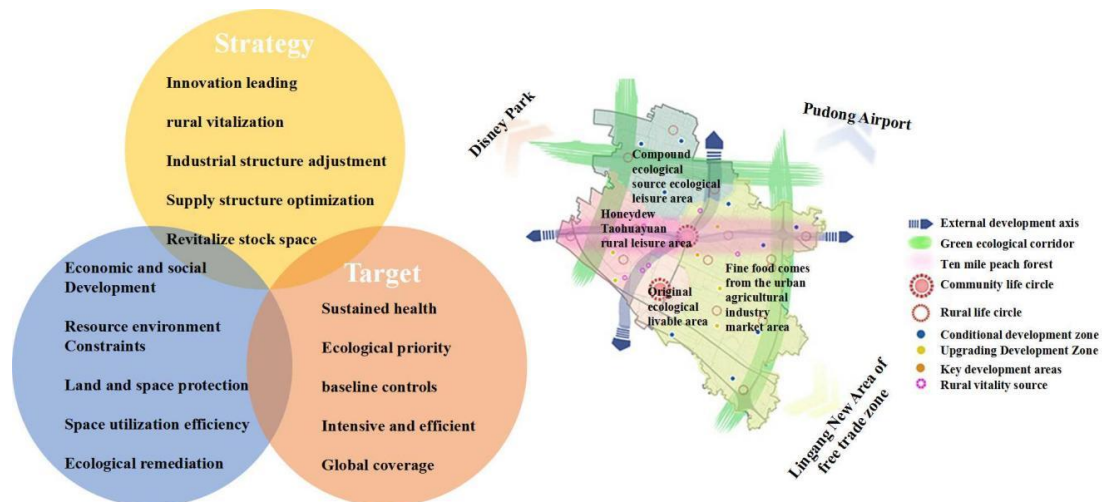 Strategy
Innovation leading
rural vitalization
Industrial structure adjustment
Supply structure optimization
Revitalize stock space
Economic and social
Development
Resource environment
Constraints
Land and space protection
Space utilization efficiency
Ecological remediation
Target
Sustained health
Ecological priority
baseline controls
Intensive and efficient
Global coverage
Disney Park
Pudong Airport
Compound
ecological
source ecological
leisure area
Honeydew
Taohuayuan
rural leisure area
Original
ecological
livable area
Fine food comes
from the urban
agricultural
industry
market area
Lingang New Area of
free trade zone
External development axis
Green ecological corridor
Ten mile peach forest
Community life circle
Rural life circle
Conditional development zone
Upgrading Development Zone
Key development areas
Rural vitality source